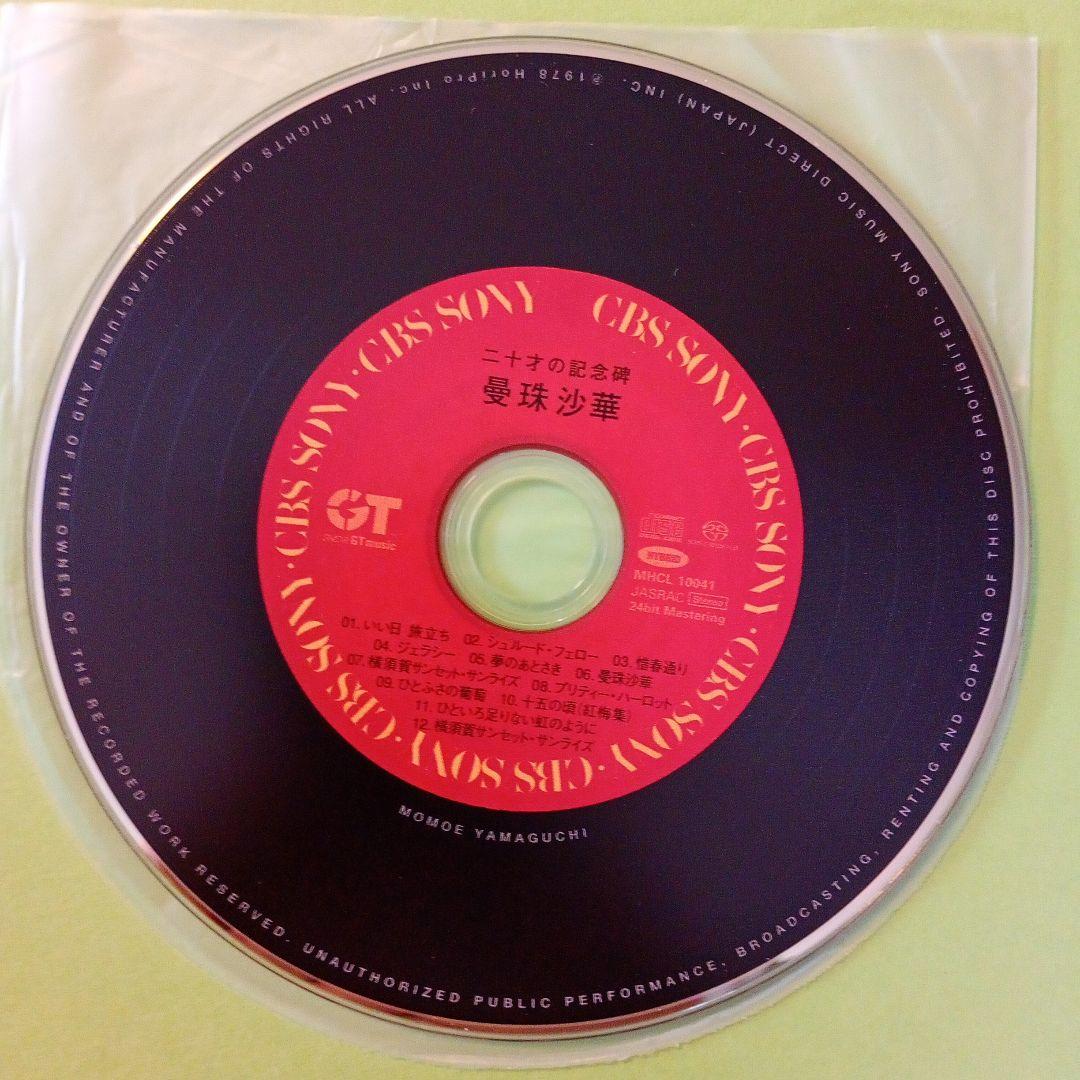 二十才の記念碑
曼珠沙華
CBS SONY · CBS SONY · CBS SONY · CBS SONY · CBS SONY · CBS SONY · CBS SONY · CBS SONY
GT
GTmusic
HYBRID
MHCL 10041
JASRAC Stereo
24bit Mastering
01. いい日 旅立ち 02. シュルード・フェロー 03. 惜春通り
04. ジェラシー 05. 夢のあとさき 06. 曼珠沙華
07. 横須賀サンセット・サンライズ 08. プリティー・ハーロット
09. ひとふさの葡萄 10. 十五の頃(紅梅集)
11. ひといろ足りない虹のように
12. 横須賀サンセット・サンライズ
MOMOE YAMAGUCHI
℗1978 HoriPro Inc. ALL RIGHTS OF THE MANUFACTURER AND OF THE OWNER OF THE RECORDED WORK RESERVED. UNAUTHORIZED PUBLIC PERFORMANCE, BROADCASTING, RENTING AND COPYING OF THIS DISC PROHIBITED. SONY MUSIC DIRECT (JAPAN) INC.